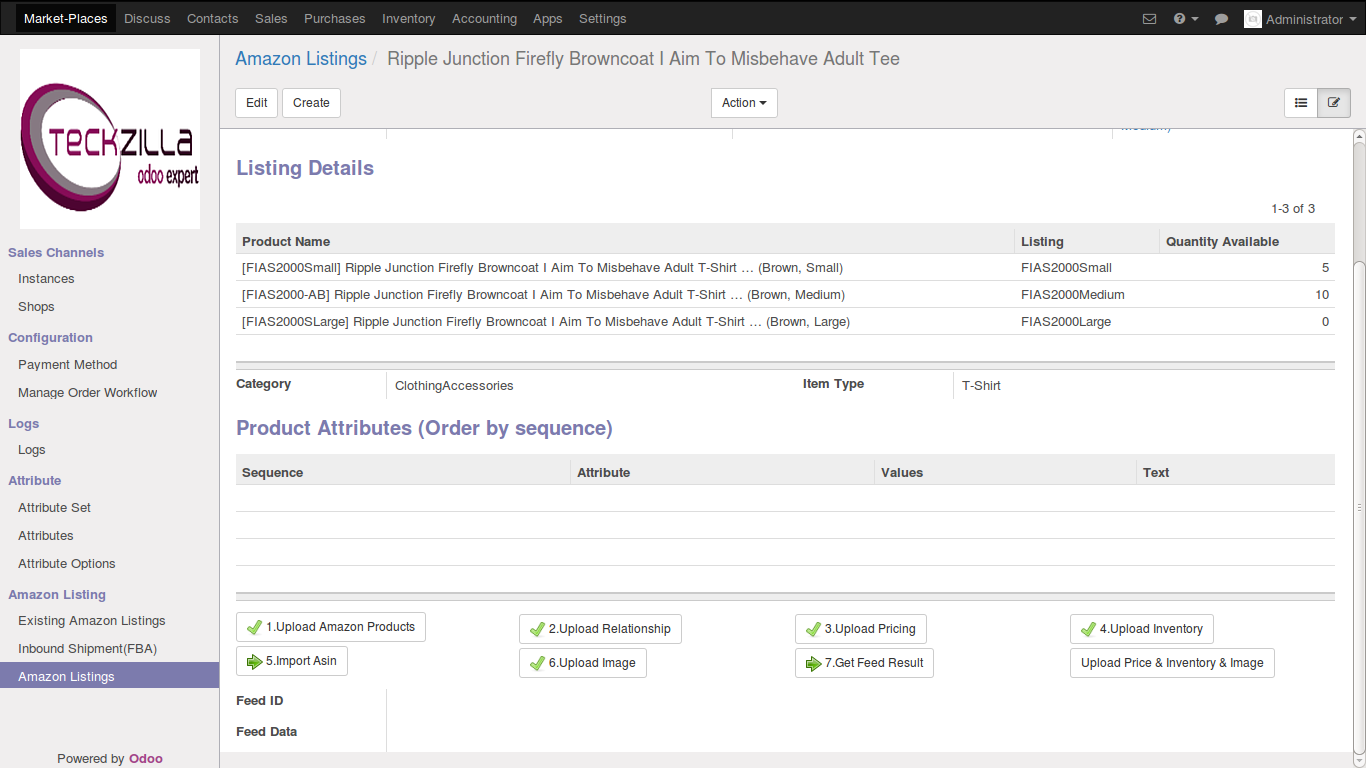 Market-Places Discuss Contacts Sales Purchases Inventory Accounting Apps Settings Administrator
TECKZILLA
odoo expert
Sales Channels
Instances
Shops
Configuration
Payment Method
Manage Order Workflow
Logs
Logs
Attribute
Attribute Set
Attributes
Attribute Options
Amazon Listing
Existing Amazon Listings
Inbound Shipment(FBA)
Amazon Listings
Powered by Odoo
Amazon Listings / Ripple Junction Firefly Browncoat I Aim To Misbehave Adult Tee
Edit Create Action
Medium)
Listing Details
1-3 of 3
Product Name Listing Quantity Available
[FIAS2000Small] Ripple Junction Firefly Browncoat I Aim To Misbehave Adult T-Shirt ... (Brown, Small) FIAS2000Small 5
[FIAS2000-AB] Ripple Junction Firefly Browncoat I Aim To Misbehave Adult T-Shirt ... (Brown, Medium) FIAS2000Medium 10
[FIAS2000SLarge] Ripple Junction Firefly Browncoat I Aim To Misbehave Adult T-Shirt ... (Brown, Large) FIAS2000Large 0
Category ClothingAccessories Item Type T-Shirt
Product Attributes (Order by sequence)
Sequence Attribute Values Text
1.Upload Amazon Products 2.Upload Relationship 3.Upload Pricing 4.Upload Inventory
5.Import Asin 6.Upload Image 7.Get Feed Result Upload Price & Inventory & Image
Feed ID
Feed Data